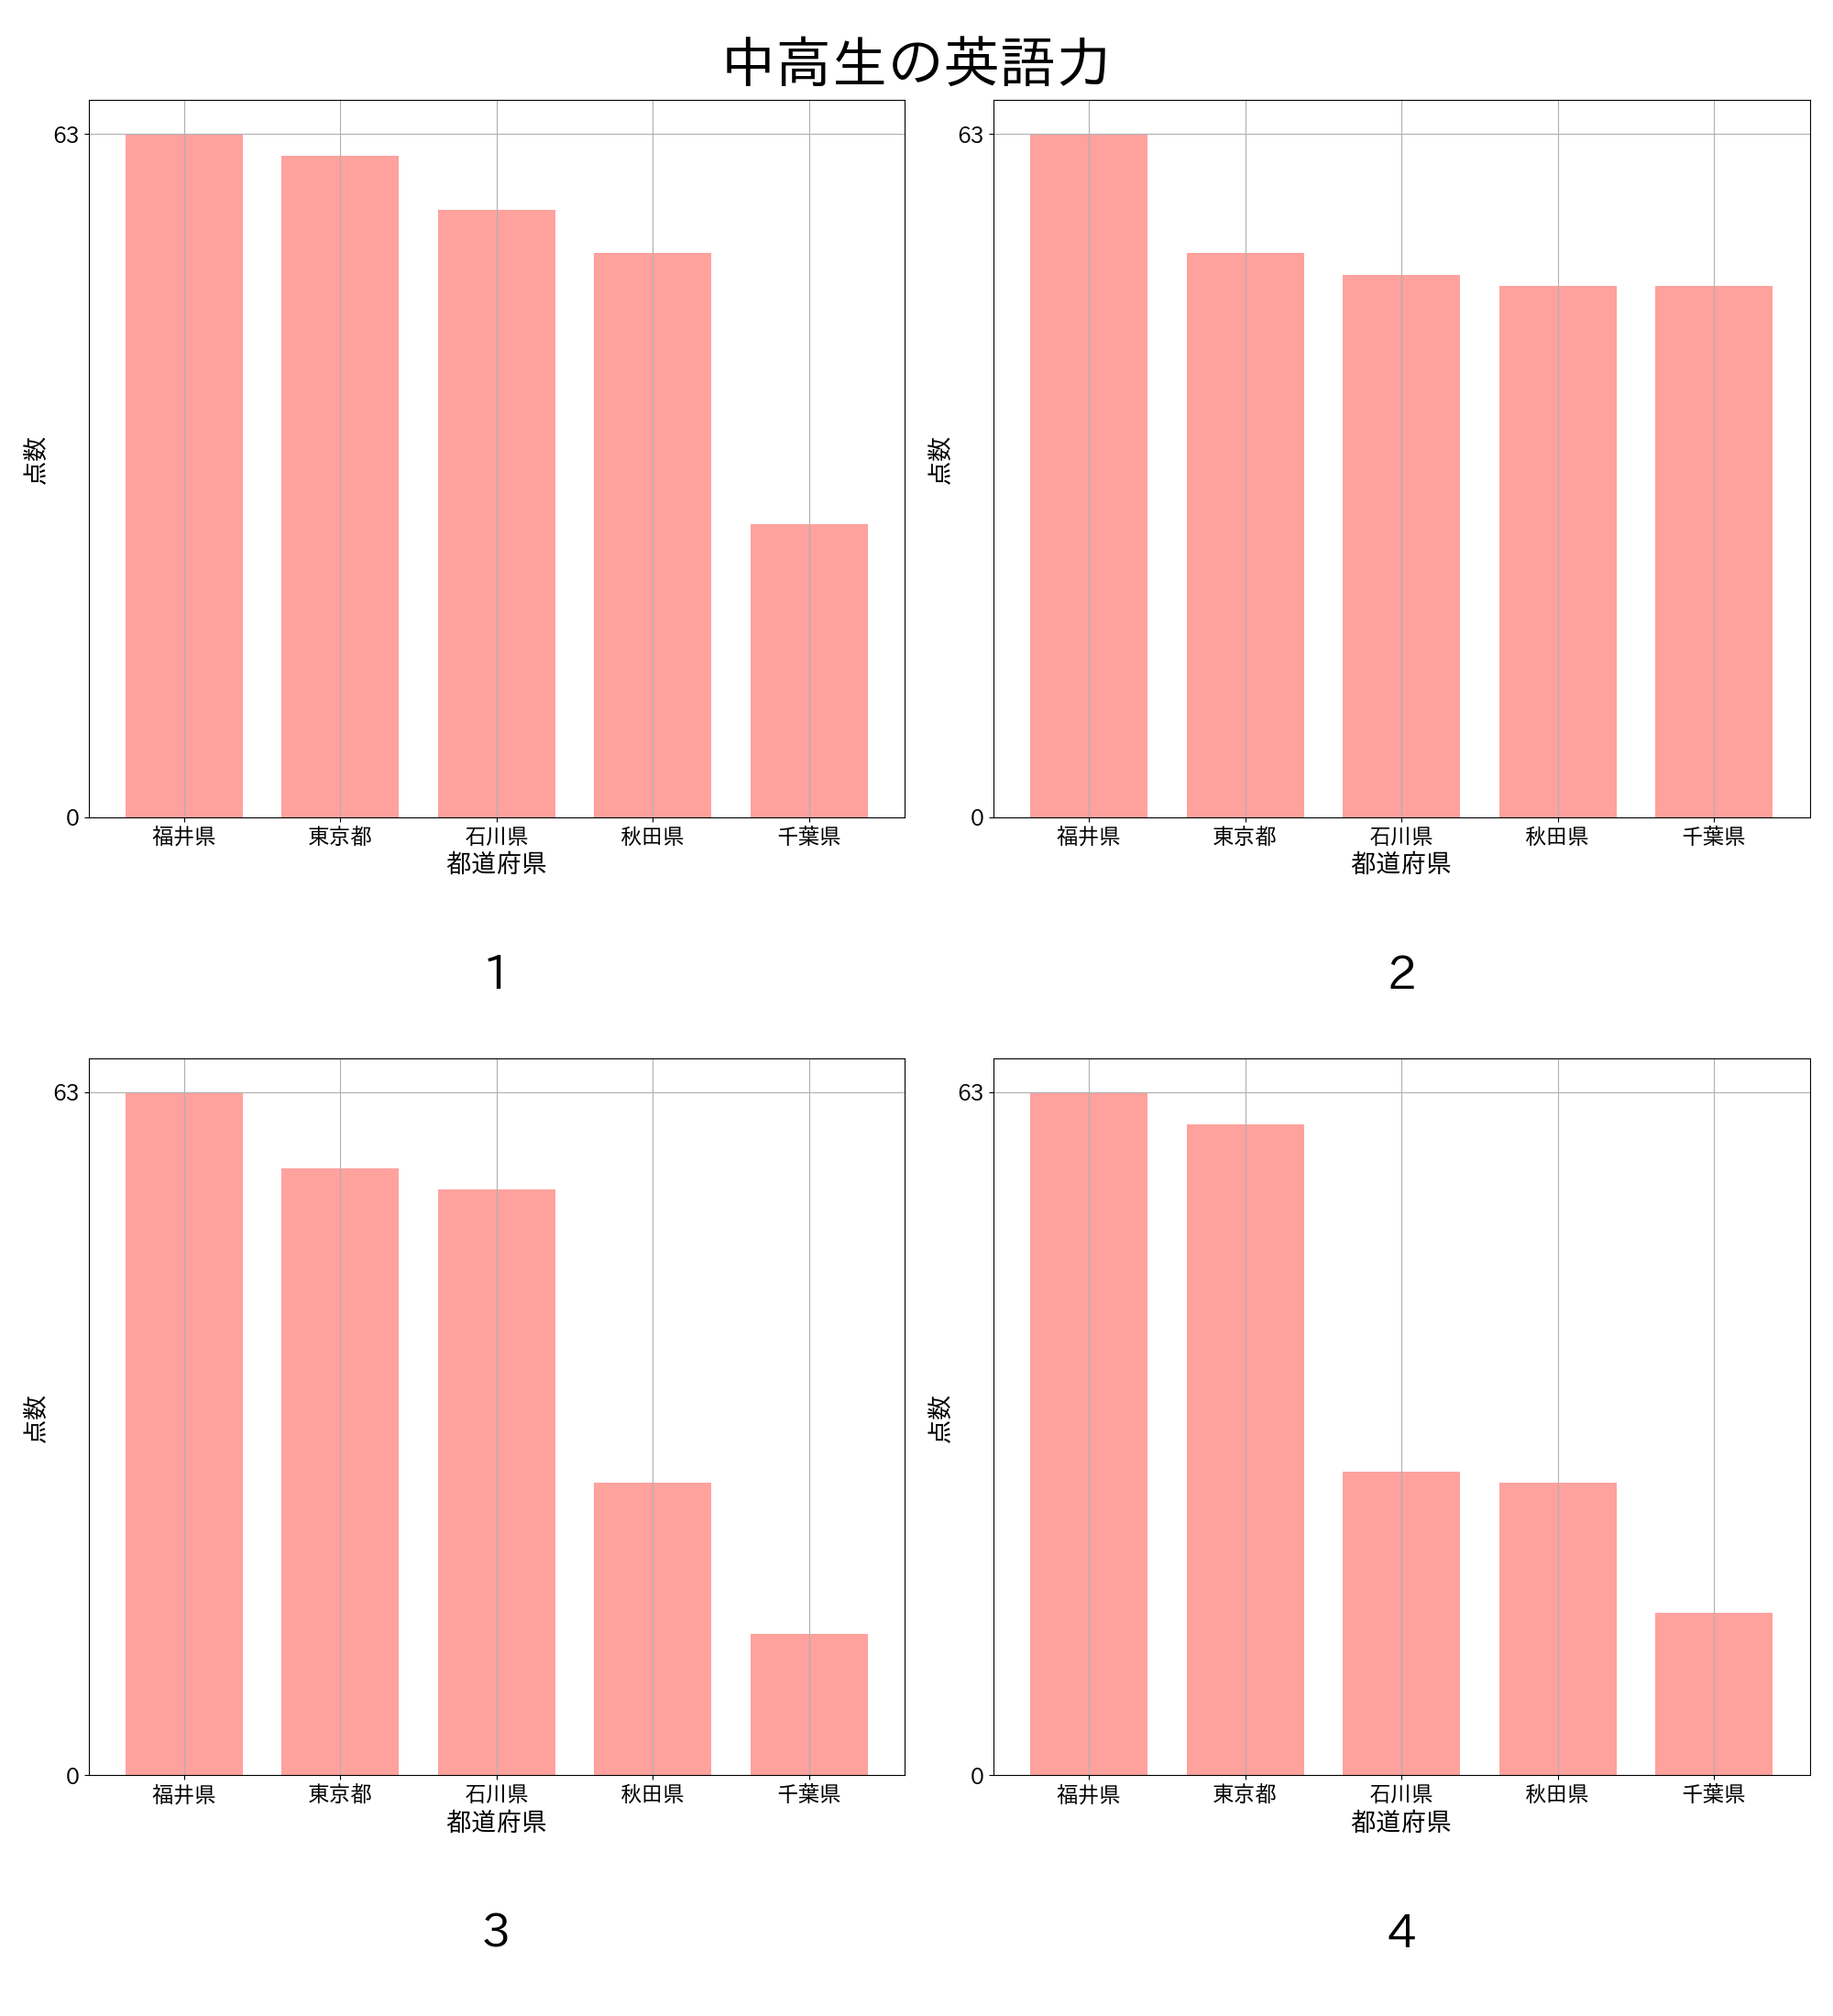 中高生の英語力
63
点数
0
福井県 東京都 石川県 秋田県 千葉県
都道府県
1
63
点数
0
福井県 東京都 石川県 秋田県 千葉県
都道府県
2
63
点数
0
福井県 東京都 石川県 秋田県 千葉県
都道府県
3
63
点数
0
福井県 東京都 石川県 秋田県 千葉県
都道府県
4